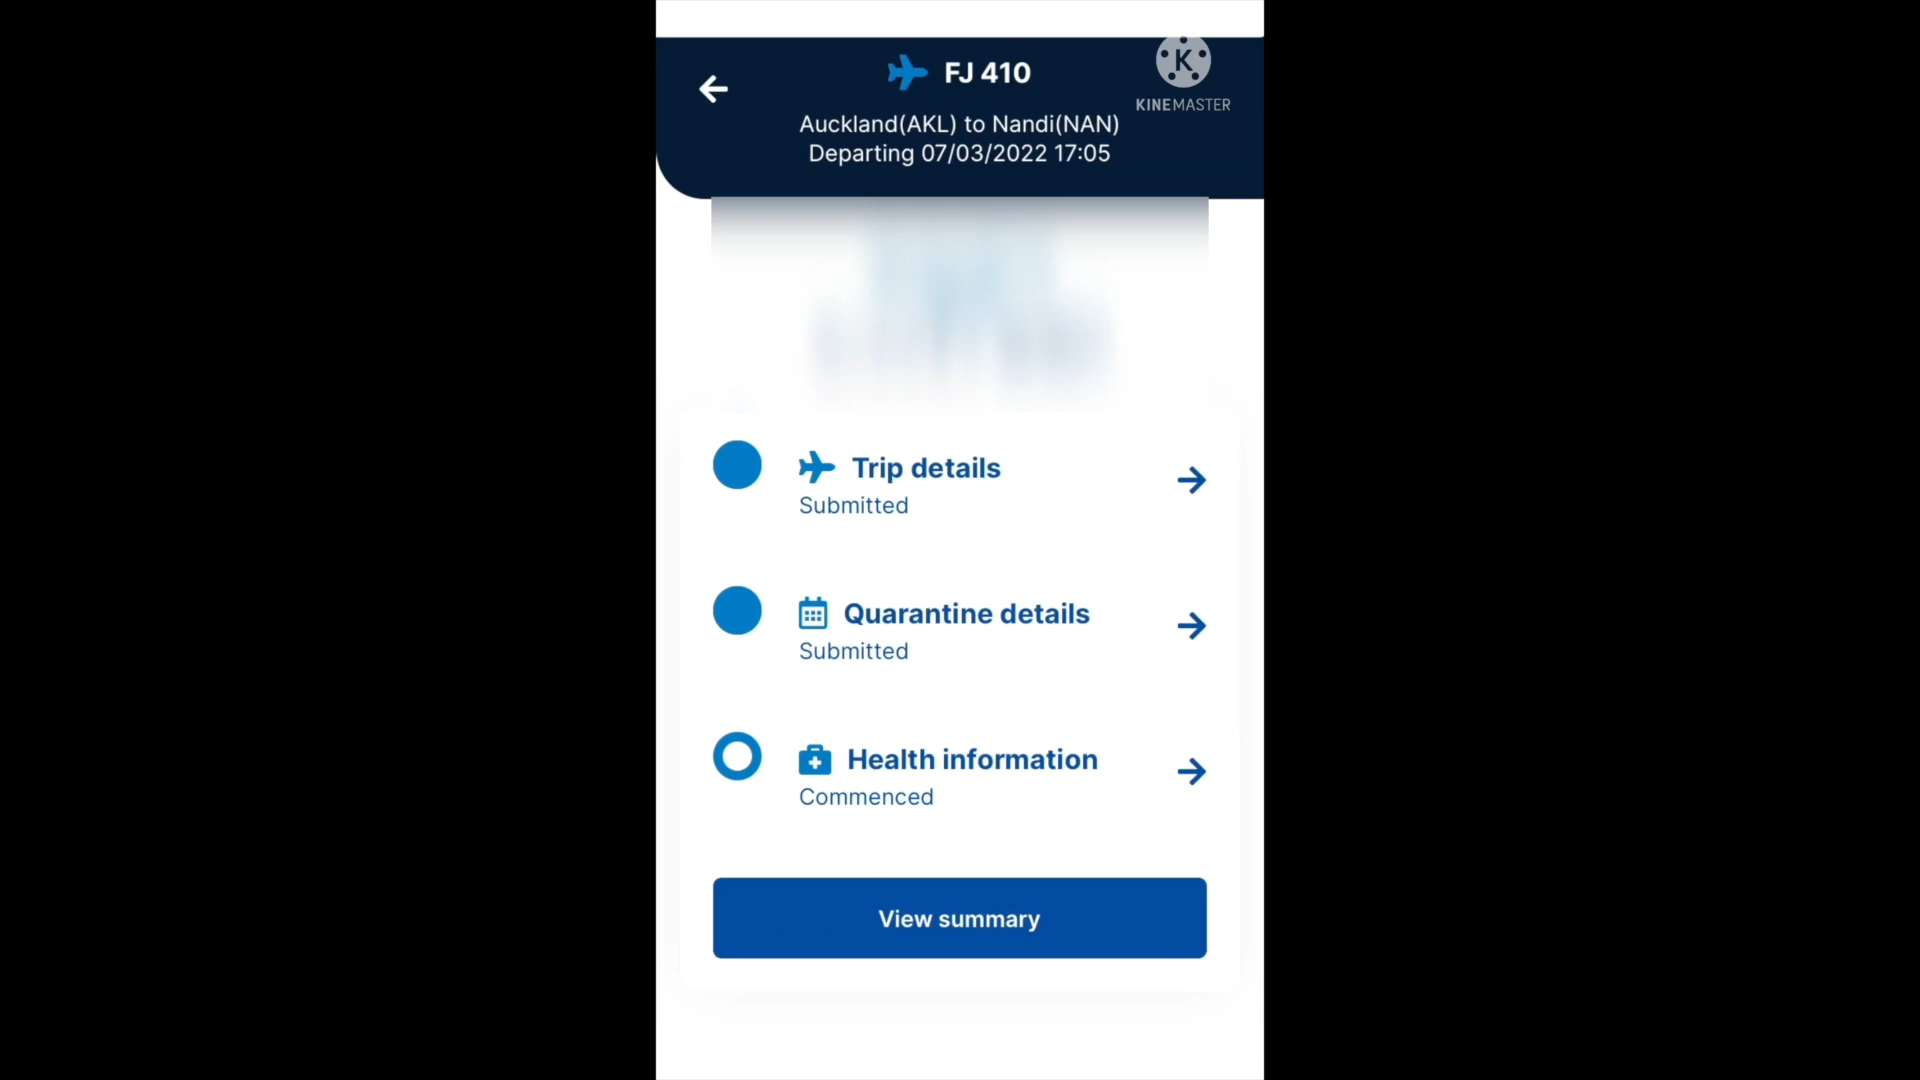 FJ 410
K
KINEMASTER
Auckland(AKL) to Nandi(NAN)
Departing 07/03/2022 17:05
Trip details
Submitted
Quarantine details
Submitted
Health information
Commenced
View summary